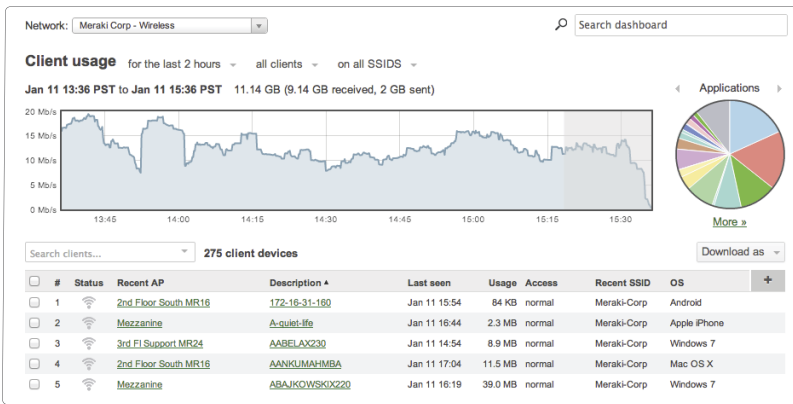 Network: Meraki Corp - Wireless Search dashboard
Client usage for the last 2 hours all clients on all SSIDS
Jan 11 13:36 PST to Jan 11 15:36 PST 11.14 GB (9.14 GB received, 2 GB sent) Applications
20 Mb/s
15 Mb/s
10 Mb/s
5 Mb/s
0 Mb/s
13:45 14:00 14:15 14:30 14:45 15:00 15:15 15:30
More »
Search clients... 275 client devices Download as
# Status Recent AP Description Last seen Usage Access Recent SSID OS +
1 2nd Floor South MR16 172-16-31-160 Jan 11 15:54 84 KB normal Meraki-Corp Android
2 Mezzanine A-quiet-life Jan 11 16:44 2.3 MB normal Meraki-Corp Apple iPhone
3 3rd Fl Support MR24 AABELAX230 Jan 11 14:54 8.9 MB normal Meraki-Corp Windows 7
4 2nd Floor South MR16 AANKUMAHMBA Jan 11 17:04 11.5 MB normal Meraki-Corp Mac OS X
5 Mezzanine ABAJKOWSKIX220 Jan 11 16:19 39.0 MB normal Meraki-Corp Windows 7